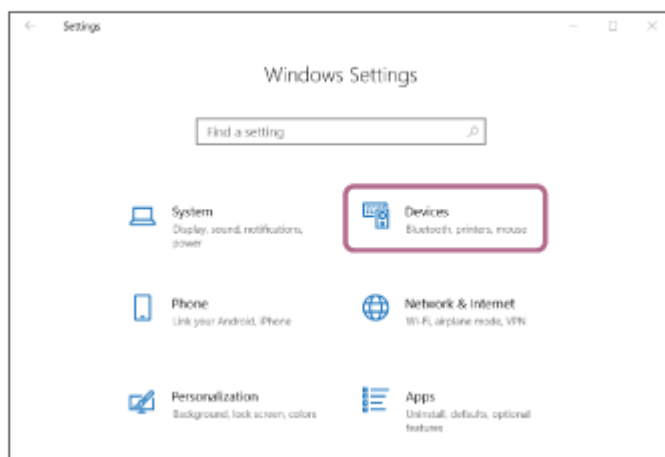 Settings
Windows Settings
Find a setting
System
Display, sound, notifications,
power
Devices
Bluetooth, printers, mouse
Phone
Link your Android, iPhone
Network & Internet
Wi-Fi, airplane mode, VPN
Personalization
Background, lock screen, colors
Apps
Uninstall, defaults, optional
features